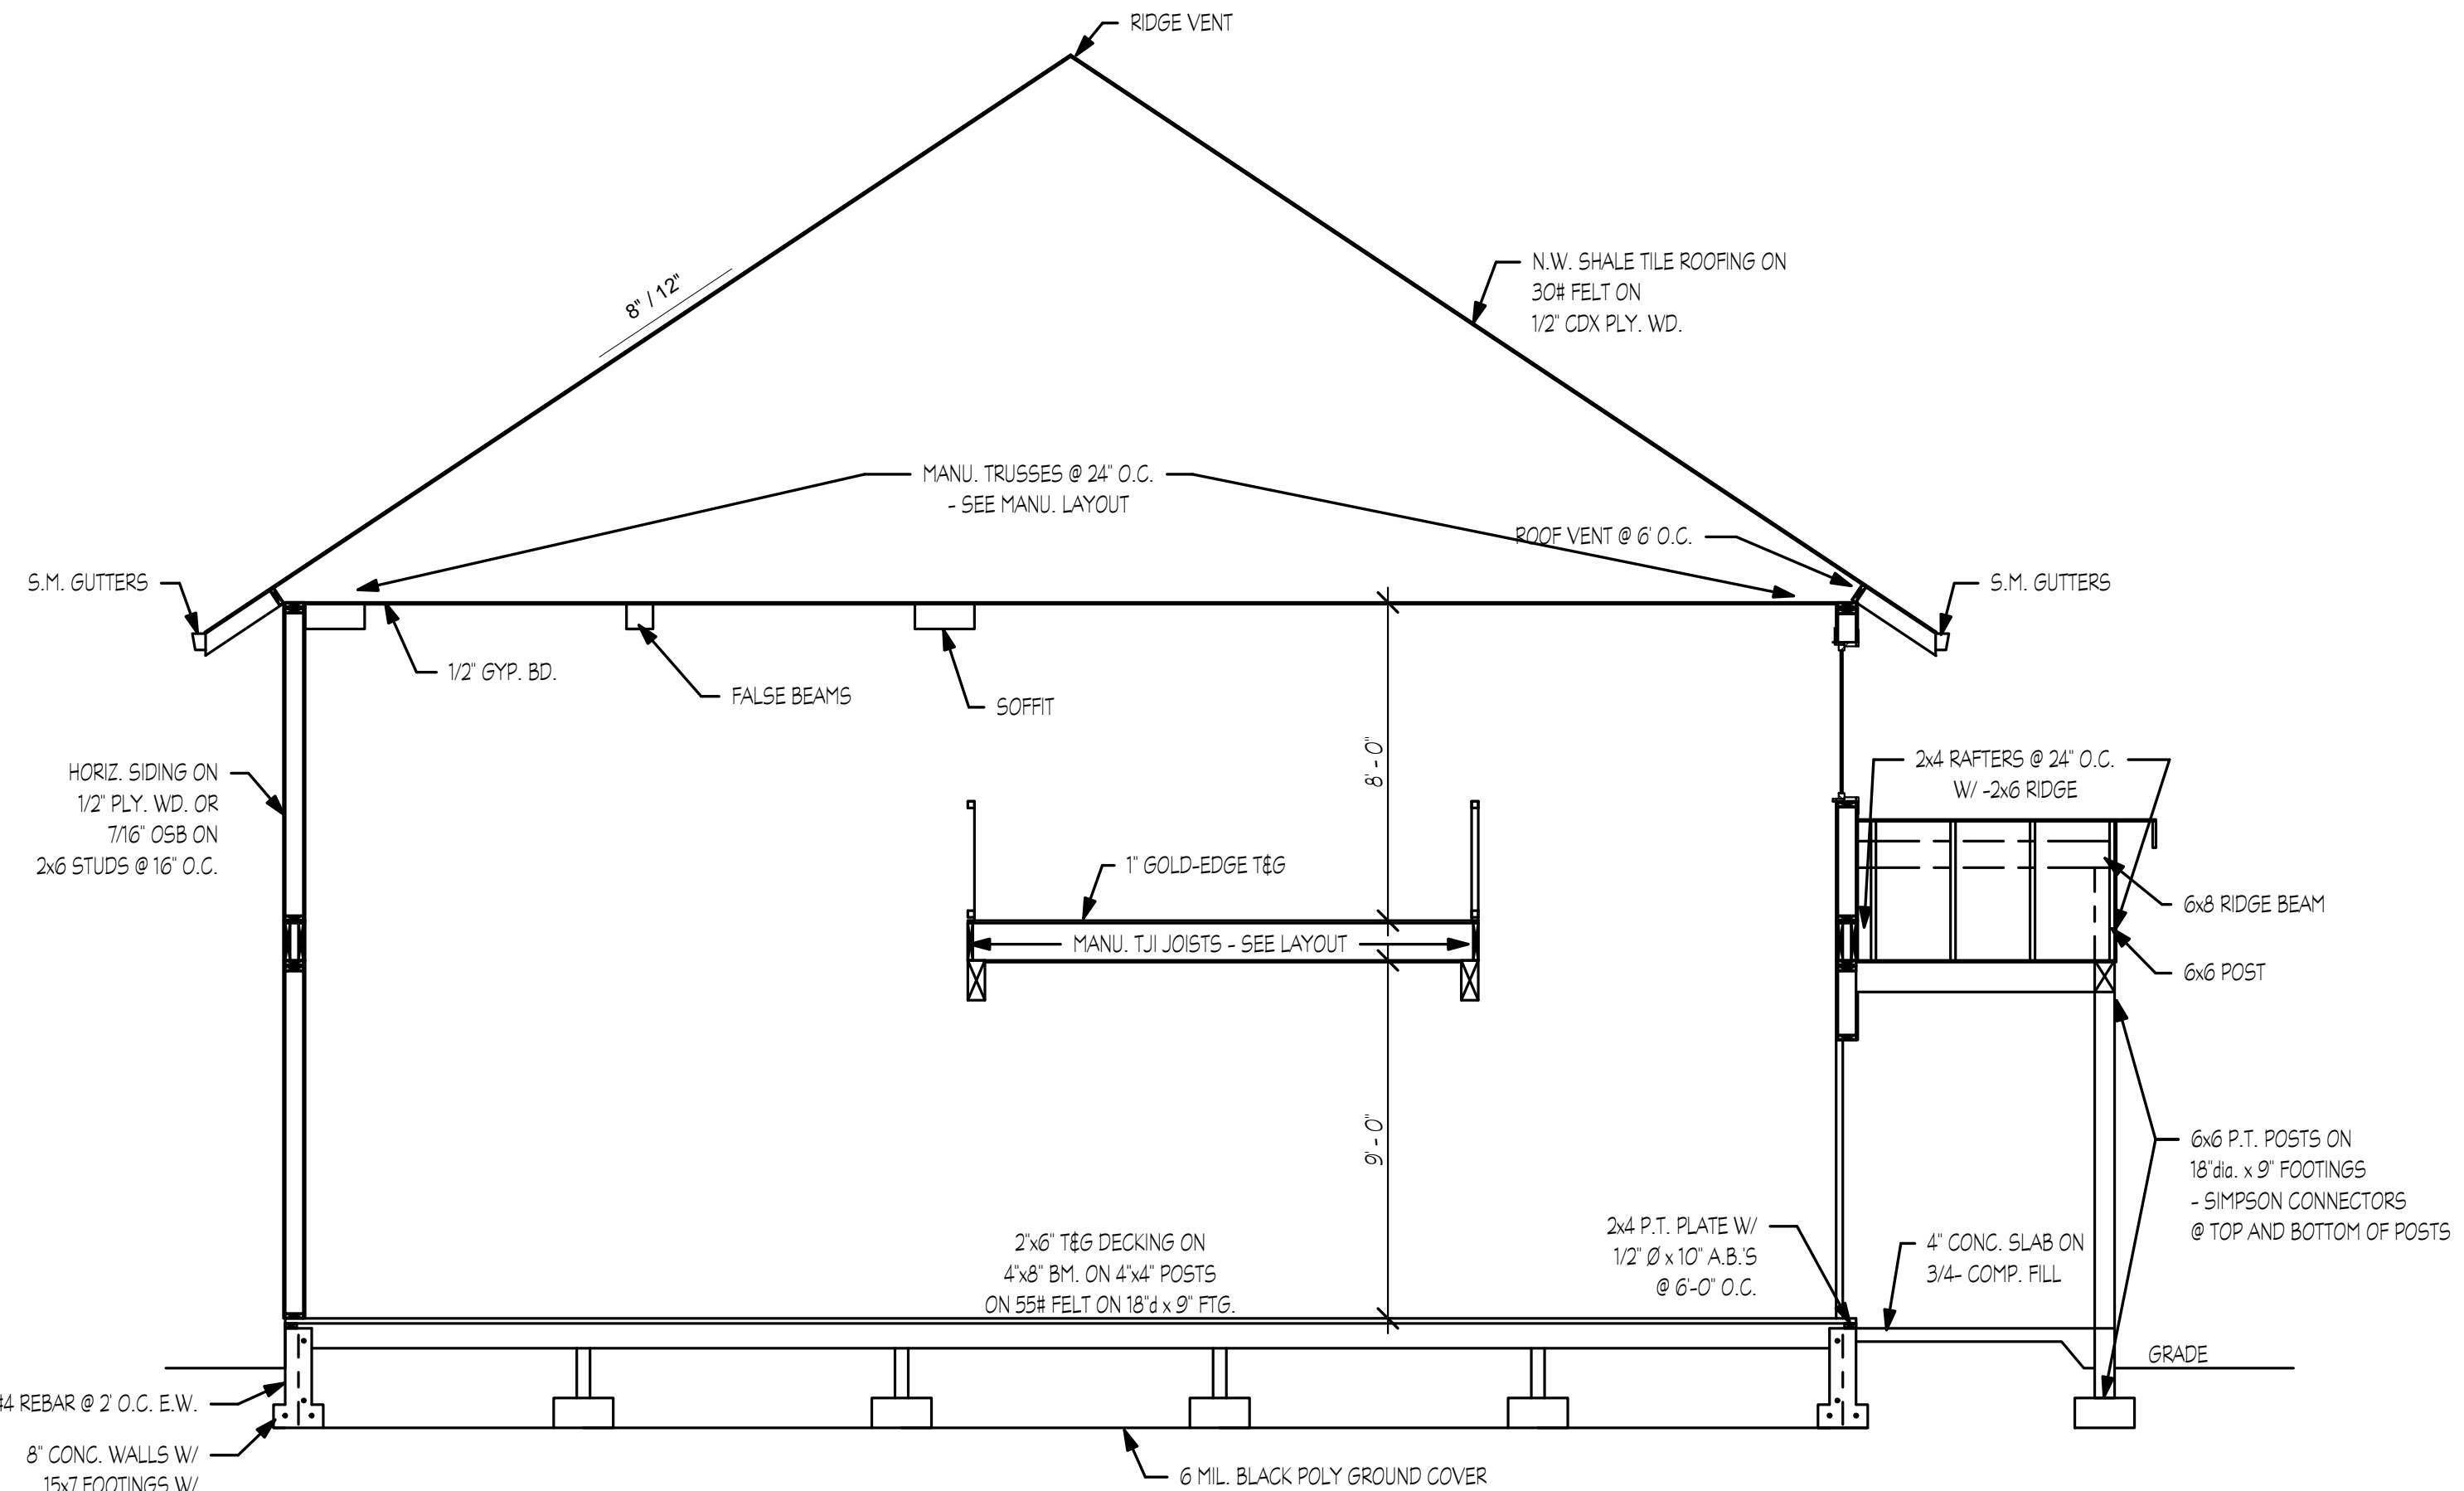 RIDGE VENT
8" / 12"
N.W. SHALE TILE ROOFING ON
30# FELT ON
1/2" CDX PLY. WD.
MANU. TRUSSES @ 24" O.C.
- SEE MANU. LAYOUT
ROOF VENT @ 6' O.C.
S.M. GUTTERS
S.M. GUTTERS
1/2" GYP. BD.
FALSE BEAMS
SOFFIT
8'-0"
HORIZ. SIDING ON
1/2" PLY. WD. OR
7/16" OSB ON
2x6 STUDS @ 16" O.C.
2x4 RAFTERS @ 24" O.C.
W/ -2x6 RIDGE
1" GOLD-EDGE T&G
6x8 RIDGE BEAM
MANU. TJI JOISTS - SEE LAYOUT
6x6 POST
9'-0"
6x6 P.T. POSTS ON
18"dia. x 9" FOOTINGS
- SIMPSON CONNECTORS
@ TOP AND BOTTOM OF POSTS
2"x6" T&G DECKING ON
4"x8" BM. ON 4"x4" POSTS
ON 55# FELT ON 18"d x 9" FTG.
2x4 P.T. PLATE W/
1/2" Ø x 10" A.B.'S
@ 6'-0" O.C.
4" CONC. SLAB ON
3/4- COMP. FILL
GRADE
#4 REBAR @ 2' O.C. E.W.
8" CONC. WALLS W/
15x7 FOOTINGS W/
6 MIL. BLACK POLY GROUND COVER